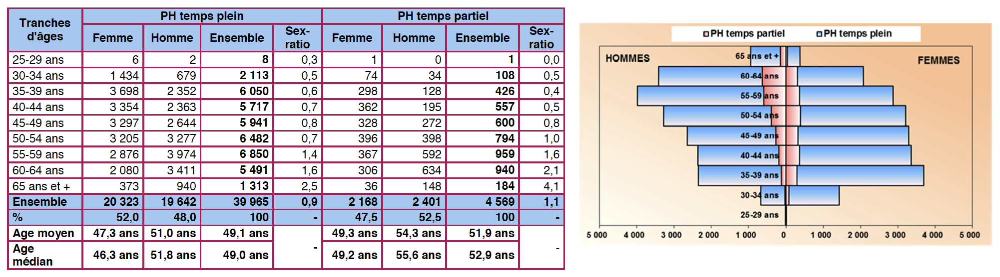 Tranches d'âges PH temps plein PH temps partiel
Femme Homme Ensemble Sex-ratio Femme Homme Ensemble Sex-ratio
25-29 ans 6 2 8 0,3 1 0 1 0,0
30-34 ans 1 434 679 2 113 0,5 74 34 108 0,5
35-39 ans 3 698 2 352 6 050 0,6 298 128 426 0,4
40-44 ans 3 354 2 363 5 717 0,7 362 195 557 0,5
45-49 ans 3 297 2 644 5 941 0,8 328 272 600 0,8
50-54 ans 3 205 3 277 6 482 0,7 396 398 794 1,0
55-59 ans 2 876 3 974 6 850 1,4 367 592 959 1,6
60-64 ans 2 080 3 411 5 491 1,6 306 634 940 2,1
65 ans et + 373 940 1 313 2,5 36 148 184 4,1
Ensemble 20 323 19 642 39 965 0,9 2 168 2 401 4 569 1,1
% 52,0 48,0 100 - 47,5 52,5 100 -
Age moyen 47,3 ans 51,0 ans 49,1 ans - 49,3 ans 54,3 ans 51,9 ans -
Age médian 46,3 ans 51,8 ans 49,0 ans 49,2 ans 55,6 ans 52,9 ans
PH temps partiel PH temps plein
HOMMES 65 ans et + FEMMES
60-64 ans
55-59 ans
50-54 ans
45-49 ans
40-44 ans
35-39 ans
30-34 ans
25-29 ans
5 000 4 000 3 000 2 000 1 000 0 1 000 2 000 3 000 4 000 5 000